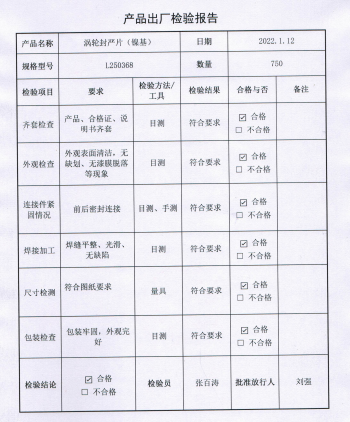 产品出厂检验报告
产品名称 涡轮封严片（镍基） 日期 2022.1.12
规格型号 L250368 数量 750
检验项目 要求 检验方法/ 检验结果 合格与否 备注
工具
齐套检查 产品、合格证、说 目测 符合要求 ☑ 合格
明书齐套 □ 不合格
外观检查 外观表面清洁，无 目测 符合要求 ☑ 合格
缺划、无漆膜脱落 □ 不合格
等现象
连接件紧 前后密封连接 目测、手测 符合要求 ☑ 合格
固情况 □ 不合格
焊接加工 焊缝平整、光滑、 目测 符合要求 ☑ 合格
无缺陷 □ 不合格
尺寸检测 符合图纸要求 量具 符合要求 ☑ 合格
□ 不合格
包装检查 包装牢固，外观完 目测 符合要求 ☑ 合格
好 □ 不合格
检验结论 ☑ 合格 检验员 张百涛 批准放行人 刘强
□ 不合格